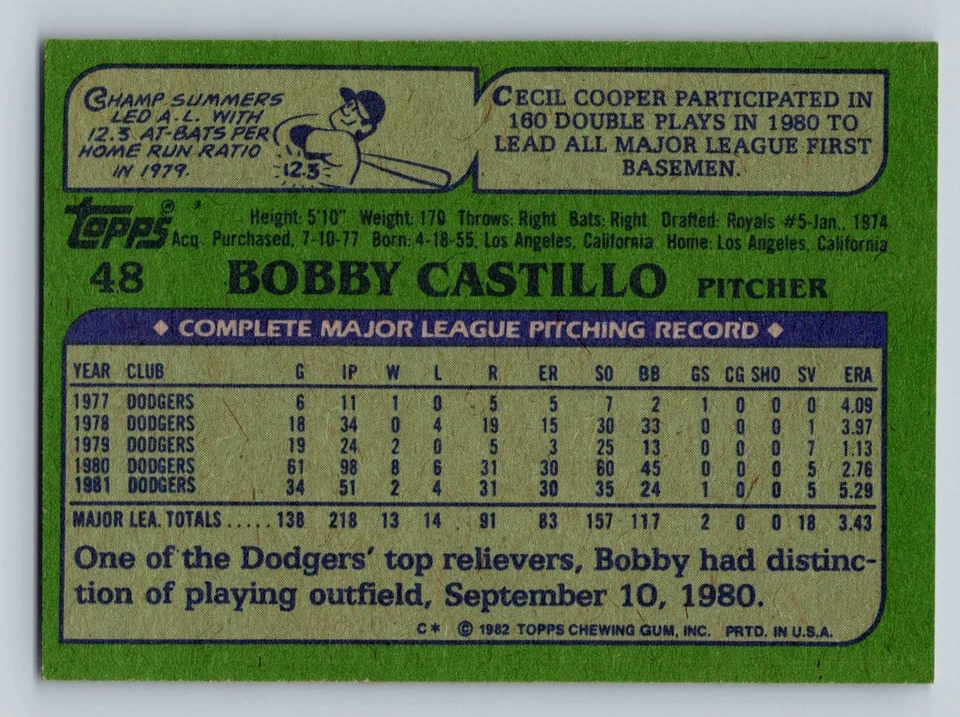 CHAMP SUMMERS
LED A.L. WITH
12.3 AT-BATS PER
HOME RUN RATIO
IN 1979.
12.3
CECIL COOPER PARTICIPATED IN
160 DOUBLE PLAYS IN 1980 TO
LEAD ALL MAJOR LEAGUE FIRST
BASEMEN.
Topps®
Height: 5'10" Weight: 170 Throws: Right Bats: Right Drafted: Royals #5-Jan., 1974
Acq. Purchased, 7-10-77 Born: 4-18-55, Los Angeles, California Home: Los Angeles, California
48 BOBBY CASTILLO PITCHER
♦ COMPLETE MAJOR LEAGUE PITCHING RECORD ♦
YEAR CLUB G IP W L R ER SO BB GS CG SHO SV ERA
1977 DODGERS 6 11 1 0 5 5 7 2 1 0 0 0 4.09
1978 DODGERS 18 34 0 4 19 15 30 33 0 0 0 1 3.97
1979 DODGERS 19 24 2 0 5 3 25 13 0 0 0 7 1.13
1980 DODGERS 61 98 8 6 31 30 60 45 0 0 0 5 2.76
1981 DODGERS 34 51 2 4 31 30 35 24 1 0 0 5 5.29
MAJOR LEA. TOTALS ..... 138 218 13 14 91 83 157 117 2 0 0 18 3.43
One of the Dodgers' top relievers, Bobby had distinc-
tion of playing outfield, September 10, 1980.
C* © 1982 TOPPS CHEWING GUM, INC. PRTD. IN U.S.A.